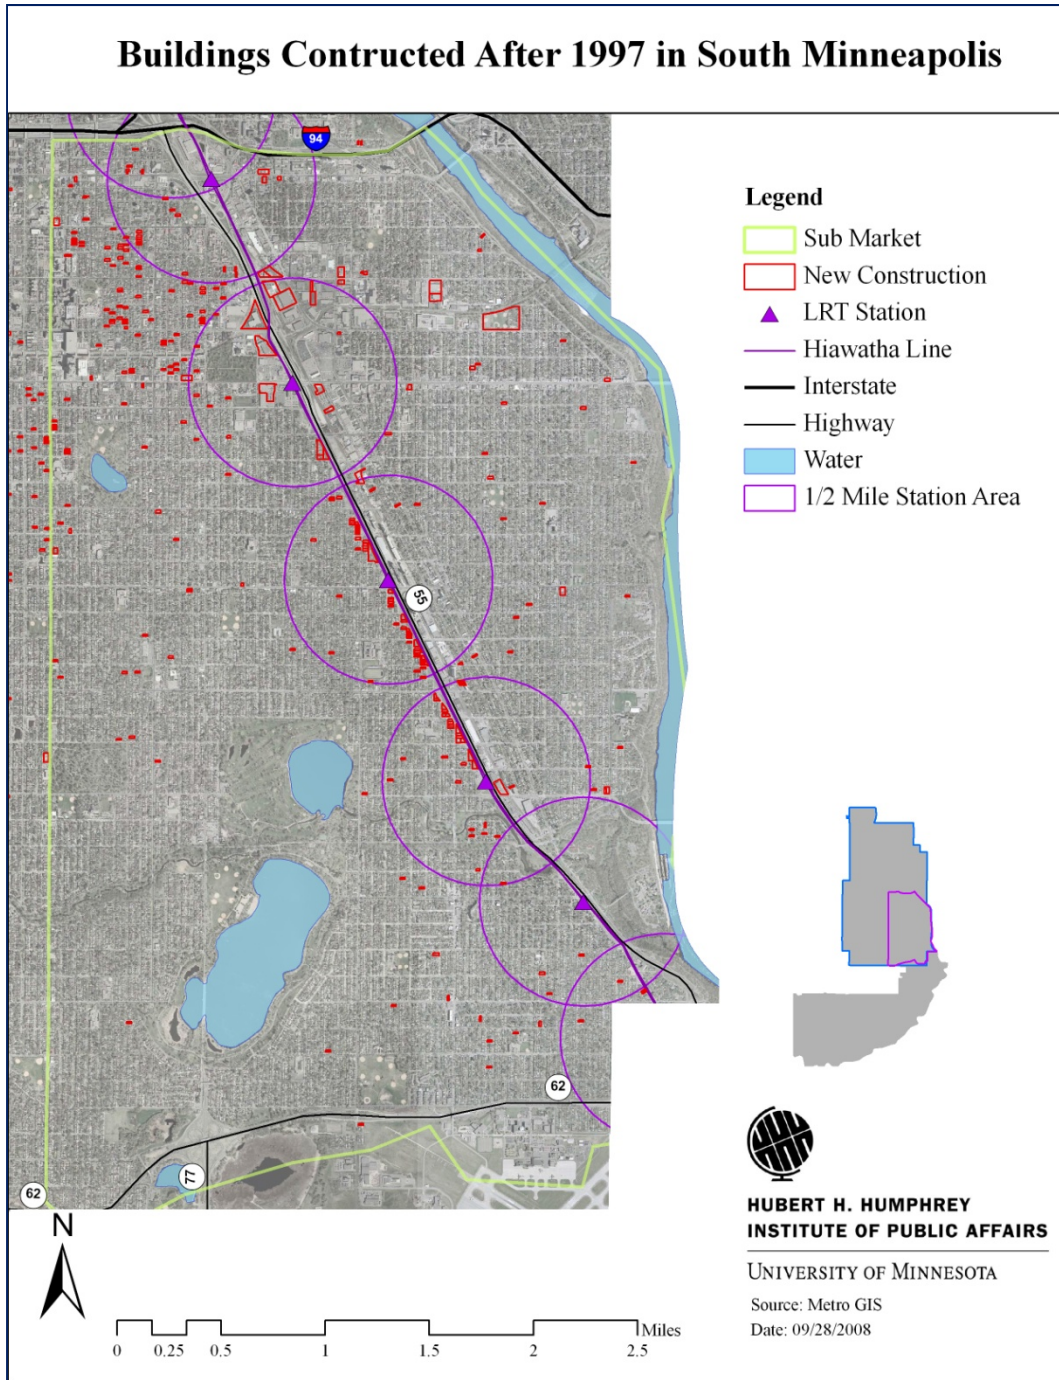 Buildings Contructed After 1997 in South Minneapolis
94
Legend
Sub Market
New Construction
LRT Station
Hiawatha Line
Interstate
Highway
Water
1/2 Mile Station Area
55
62
77
62
N
Miles
0 0.25 0.5 1 1.5 2 2.5
HUBERT H. HUMPHREY
INSTITUTE OF PUBLIC AFFAIRS
UNIVERSITY OF MINNESOTA
Source: Metro GIS
Date: 09/28/2008